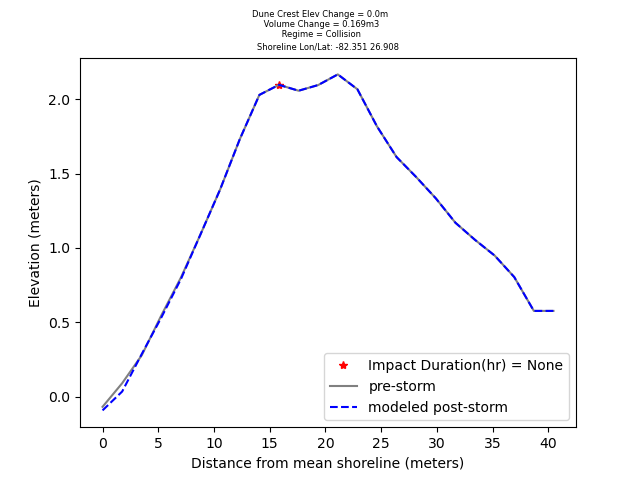 Dune Crest Elev Change = 0.0m
Volume Change = 0.169m3
Regime = Collision
Shoreline Lon/Lat: -82.351 26.908
2.0
1.5
1.0
0.5
0.0
Elevation (meters)
Impact Duration(hr) = None
pre-storm
modeled post-storm
0 5 10 15 20 25 30 35 40
Distance from mean shoreline (meters)